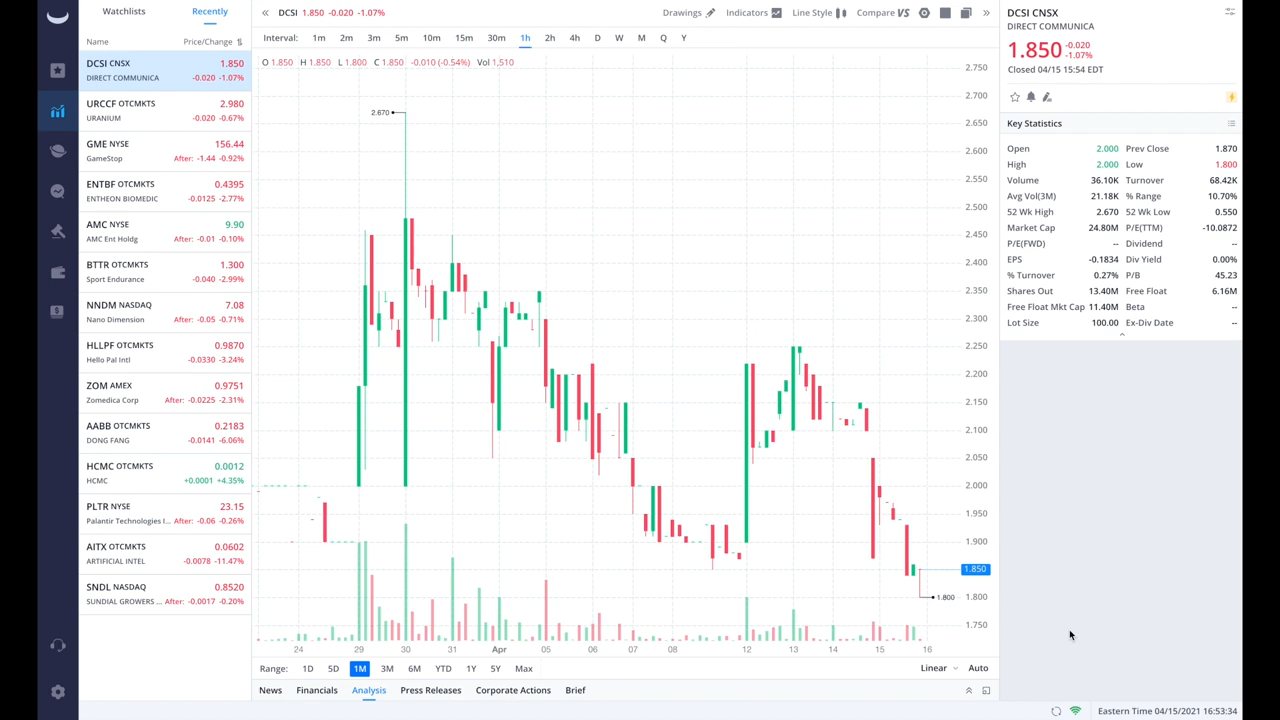 Watchlists Recently
Name Price/Change
DCSI CNSX 1.850
DIRECT COMMUNICA -0.020 -1.07%
URCCF OTCMKTS 2.980
URANIUM -0.020 -0.67%
GME NYSE 156.44
GameStop After: -1.44 -0.92%
ENTBF OTCMKTS 0.4395
ENTHEON BIOMEDIC -0.0125 -2.77%
AMC NYSE 9.90
AMC Ent Holdg After: -0.01 -0.10%
BTTR OTCMKTS 1.300
Sport Endurance -0.040 -2.99%
NNDM NASDAQ 7.08
Nano Dimension After: -0.05 -0.71%
HLLPF OTCMKTS 0.9870
Hello Pal Intl -0.0330 -3.24%
ZOM AMEX 0.9751
Zomedica Corp After: -0.0225 -2.31%
AABB OTCMKTS 0.2183
DONG FANG -0.0141 -6.06%
HCMC OTCMKTS 0.0012
HCMC +0.0001 +4.35%
PLTR NYSE 23.15
Palantir Technologies I... After: -0.06 -0.26%
AITX OTCMKTS 0.0602
ARTIFICIAL INTEL -0.0078 -11.47%
SNDL NASDAQ 0.8520
SUNDIAL GROWERS ... After: -0.0017 -0.20%
DCSI 1.850 -0.020 -1.07% Drawings Indicators Line Style Compare VS
Interval: 1m 2m 3m 5m 10m 15m 30m 1h 2h 4h D W M Q Y
O 1.850 H 1.850 L 1.800 C 1.850 -0.010 (-0.54%) Vol 1,510
2.750
2.700
2.670
2.650
2.600
2.550
2.500
2.450
2.400
2.350
2.300
2.250
2.200
2.150
2.100
2.050
2.000
1.950
1.900
1.850
1.800 1.800
1.750
24 29 30 31 Apr 05 06 07 08 12 13 14 15 16
Range: 1D 5D 1M 3M 6M YTD 1Y 5Y Max Linear Auto
News Financials Analysis Press Releases Corporate Actions Brief
DCSI CNSX
DIRECT COMMUNICA
1.850 -0.020
-1.07%
Closed 04/15 15:54 EDT
Key Statistics
Open 2.000 Prev Close 1.870
High 2.000 Low 1.800
Volume 36.10K Turnover 68.42K
Avg Vol(3M) 21.18K % Range 10.70%
52 Wk High 2.670 52 Wk Low 0.550
Market Cap 24.80M P/E(TTM) -10.0872
P/E(FWD) -- Dividend --
EPS -0.1834 Div Yield 0.00%
% Turnover 0.27% P/B 45.23
Shares Out 13.40M Free Float 6.16M
Free Float Mkt Cap 11.40M Beta --
Lot Size 100.00 Ex-Div Date --
Eastern Time 04/15/2021 16:53:34